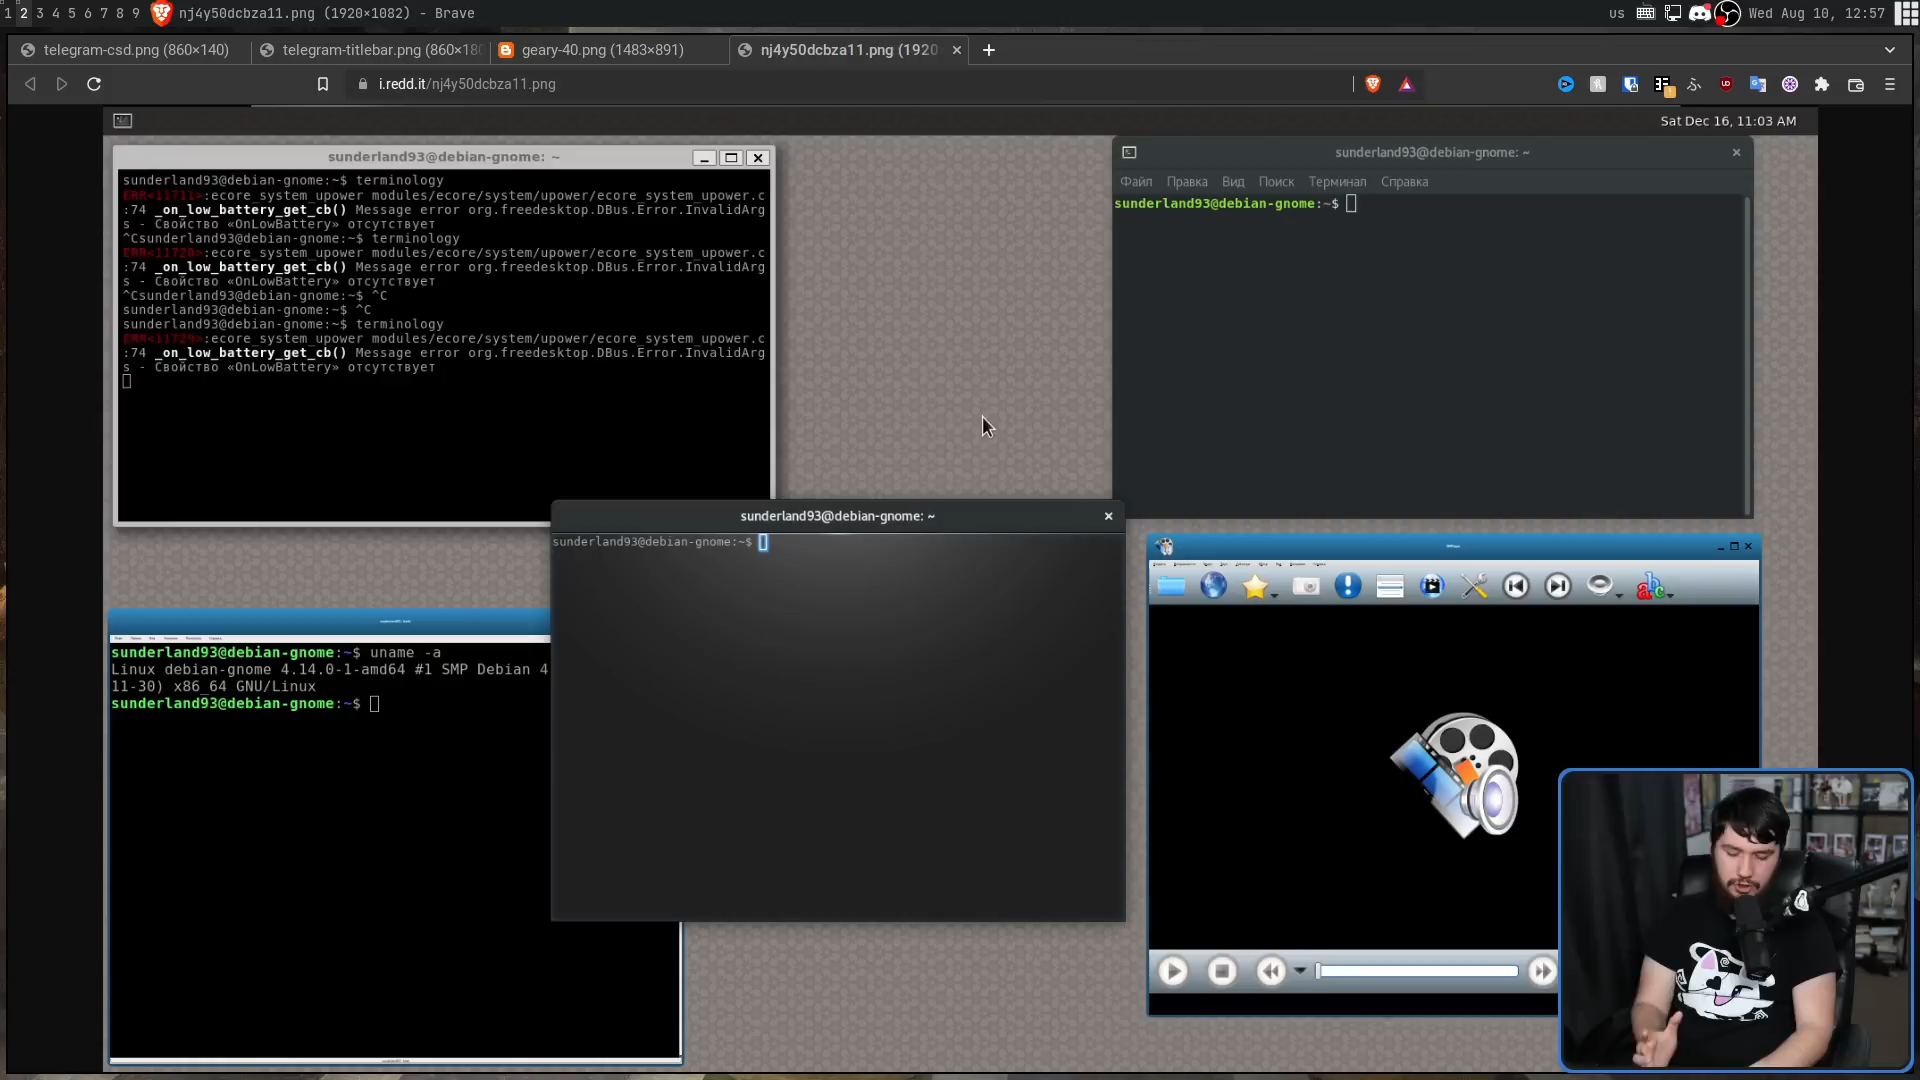 1 2 3 4 5 6 7 8 9 nj4y50dcbza11.png (1920×1082) - Brave
us Wed Aug 10, 12:57
telegram-csd.png (860×140)
telegram-titlebar.png (860×180
geary-40.png (1483×891)
nj4y50dcbza11.png (1920
i.redd.it/nj4y50dcbza11.png
Sat Dec 16, 11:03 AM
sunderland93@debian-gnome: ~
sunderland93@debian-gnome:~$ terminology
ERR<11711>:ecore_system_upower modules/ecore/system/upower/ecore_system_upower.c
:74 _on_low_battery_get_cb() Message error org.freedesktop.DBus.Error.InvalidArg
s - Свойство «OnLowBattery» отсутствует
^Csunderland93@debian-gnome:~$ terminology
ERR<11720>:ecore_system_upower modules/ecore/system/upower/ecore_system_upower.c
:74 _on_low_battery_get_cb() Message error org.freedesktop.DBus.Error.InvalidArg
s - Свойство «OnLowBattery» отсутствует
^Csunderland93@debian-gnome:~$ ^C
sunderland93@debian-gnome:~$ ^C
sunderland93@debian-gnome:~$ terminology
ERR<11729>:ecore_system_upower modules/ecore/system/upower/ecore_system_upower.c
:74 _on_low_battery_get_cb() Message error org.freedesktop.DBus.Error.InvalidArg
s - Свойство «OnLowBattery» отсутствует
sunderland93@debian-gnome: ~
Файл Правка Вид Поиск Терминал Справка
sunderland93@debian-gnome:~$
sunderland93@debian-gnome: ~
sunderland93@debian-gnome:~$
sunderland93@debian-gnome:~$ uname -a
Linux debian-gnome 4.14.0-1-amd64 #1 SMP Debian 4
11-30) x86_64 GNU/Linux
sunderland93@debian-gnome:~$
abc